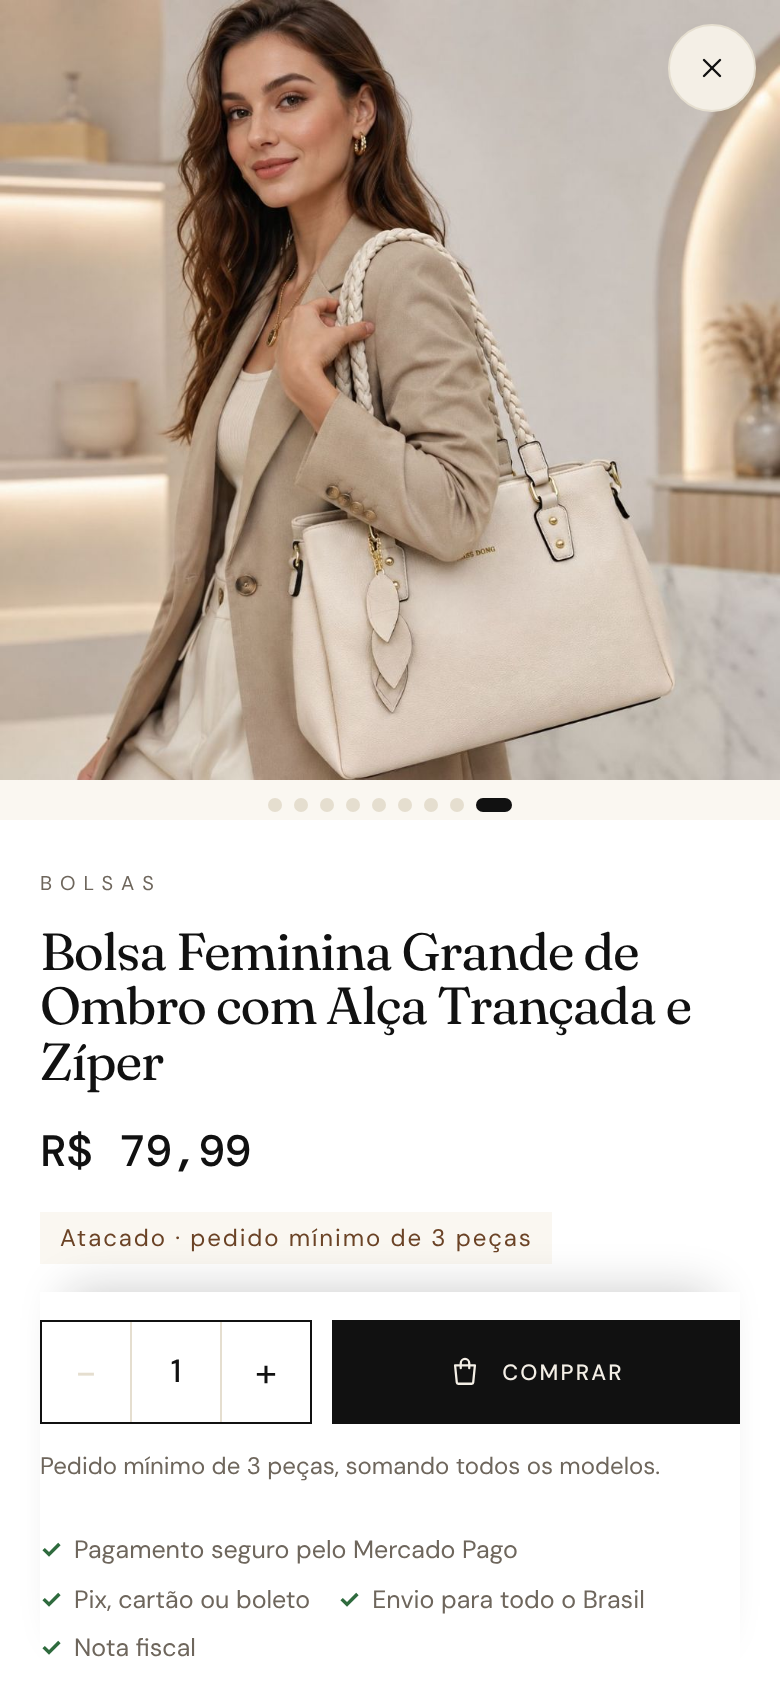 DONG
BOLSAS
Bolsa Feminina Grande de
Ombro com Alça Trançada e
Zíper
R$ 79,99
Atacado · pedido mínimo de 3 peças
− 1 +
COMPRAR
Pedido mínimo de 3 peças, somando todos os modelos.
Pagamento seguro pelo Mercado Pago
Pix, cartão ou boleto Envio para todo o Brasil
Nota fiscal